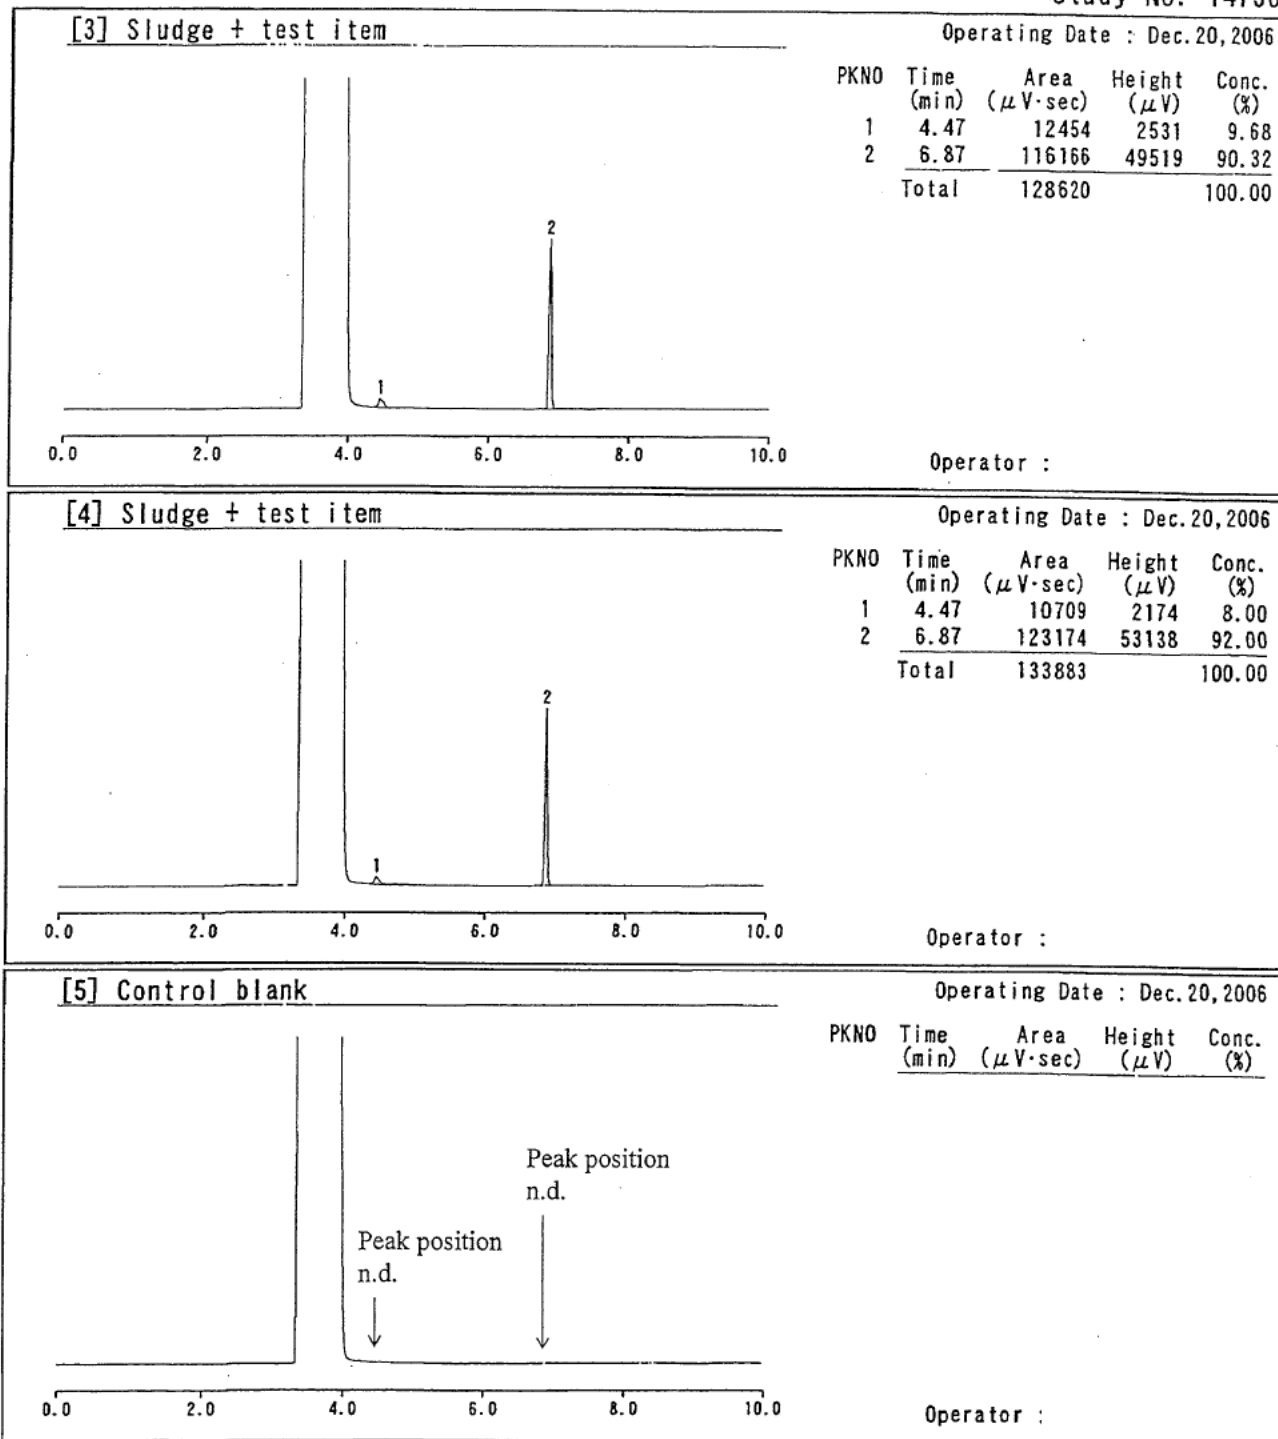 [3] Sludge + test item
Operating Date : Dec.20,2006
PKNO Time Area Height Conc.
(min) (μV·sec) (μV) (%)
1 4.47 12454 2531 9.68
2 6.87 116166 49519 90.32
Total 128620 100.00
2
1
0.0 2.0 4.0 6.0 8.0 10.0
Operator :
[4] Sludge + test item
Operating Date : Dec.20,2006
PKNO Time Area Height Conc.
(min) (μV·sec) (μV) (%)
1 4.47 10709 2174 8.00
2 6.87 123174 53138 92.00
Total 133883 100.00
2
1
0.0 2.0 4.0 6.0 8.0 10.0
Operator :
[5] Control blank
Operating Date : Dec.20,2006
PKNO Time Area Height Conc.
(min) (μV·sec) (μV) (%)
Peak position
n.d.
Peak position
n.d.
0.0 2.0 4.0 6.0 8.0 10.0
Operator :